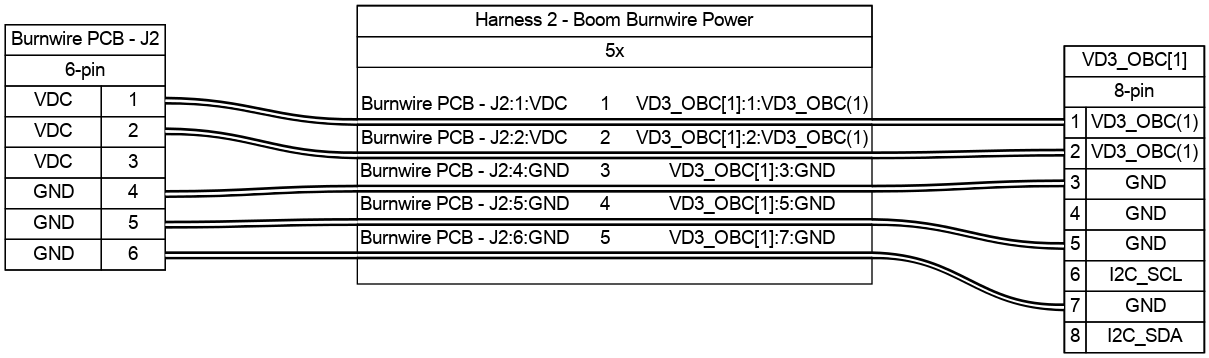 Burnwire PCB - J2
6-pin
VDC 1
VDC 2
VDC 3
GND 4
GND 5
GND 6
Harness 2 - Boom Burnwire Power
5x
Burnwire PCB - J2:1:VDC 1 VD3_OBC[1]:1:VD3_OBC(1)
Burnwire PCB - J2:2:VDC 2 VD3_OBC[1]:2:VD3_OBC(1)
Burnwire PCB - J2:4:GND 3 VD3_OBC[1]:3:GND
Burnwire PCB - J2:5:GND 4 VD3_OBC[1]:5:GND
Burnwire PCB - J2:6:GND 5 VD3_OBC[1]:7:GND
VD3_OBC[1]
8-pin
1 VD3_OBC(1)
2 VD3_OBC(1)
3 GND
4 GND
5 GND
6 I2C_SCL
7 GND
8 I2C_SDA